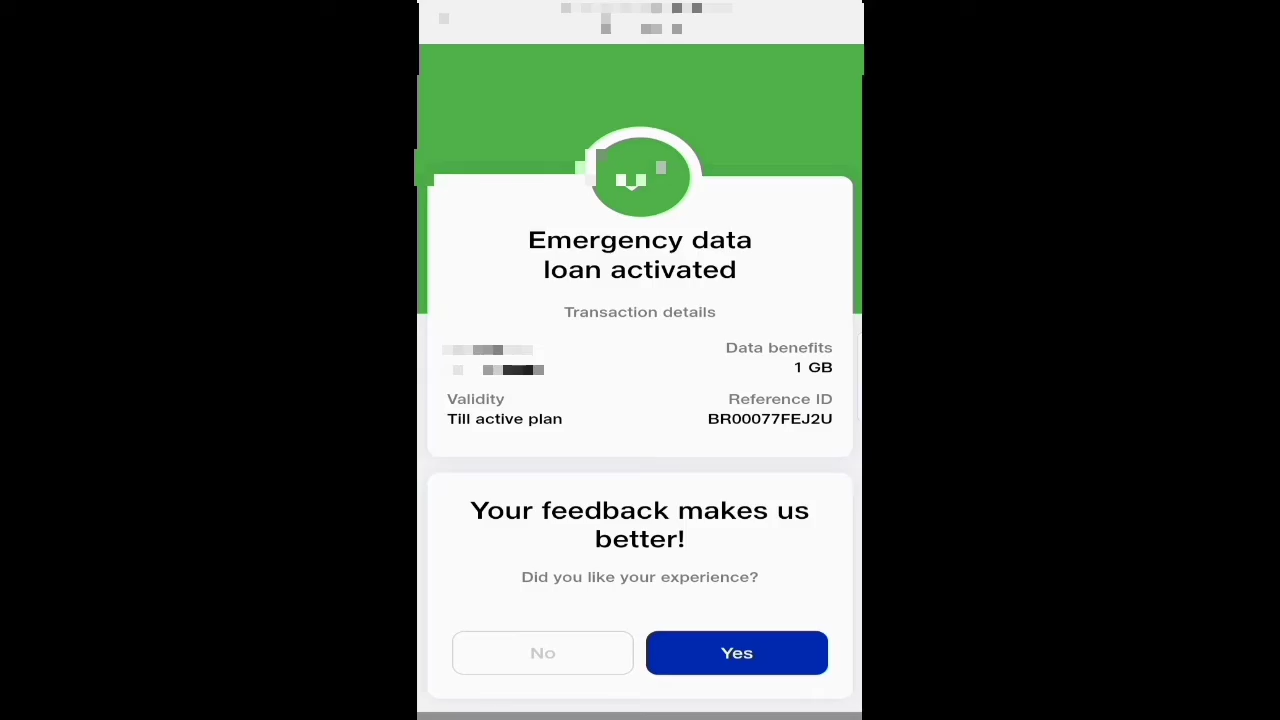 Emergency data
loan activated
Transaction details
Data benefits
1 GB
Validity
Reference ID
Till active plan
BR00077FEJ2U
Your feedback makes us
better!
Did you like your experience?
No
Yes